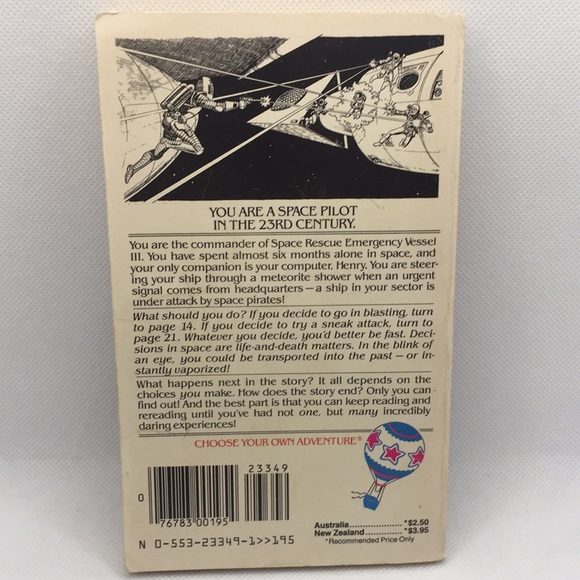 YOU ARE A SPACE PILOT
IN THE 23RD CENTURY.
You are the commander of Space Rescue Emergency Vessel
III. You have spent almost six months alone in space, and
your only companion is your computer, Henry. You are steer-
ing your ship through a meteorite shower when an urgent
signal comes from headquarters—a ship in your sector is
under attack by space pirates!
What should you do? If you decide to go in blasting, turn
to page 14. If you decide to try a sneak attack, turn to
page 21. Whatever you decide, you'd better be fast. Deci-
sions in space are life-and-death matters. In the blink of
an eye, you could be transported into the past—or in-
stantly vaporized!
What happens next in the story? It all depends on the
choices you make. How does the story end? Only you can
find out! And the best part is that you can keep reading and
rereading until you've had not one, but many incredibly
daring experiences!
CHOOSE YOUR OWN ADVENTURE®
23349
0
76783 00195
N 0-553-23349-1>>195
Australia.................*$2.50
New Zealand............*$3.95
*Recommended Price Only